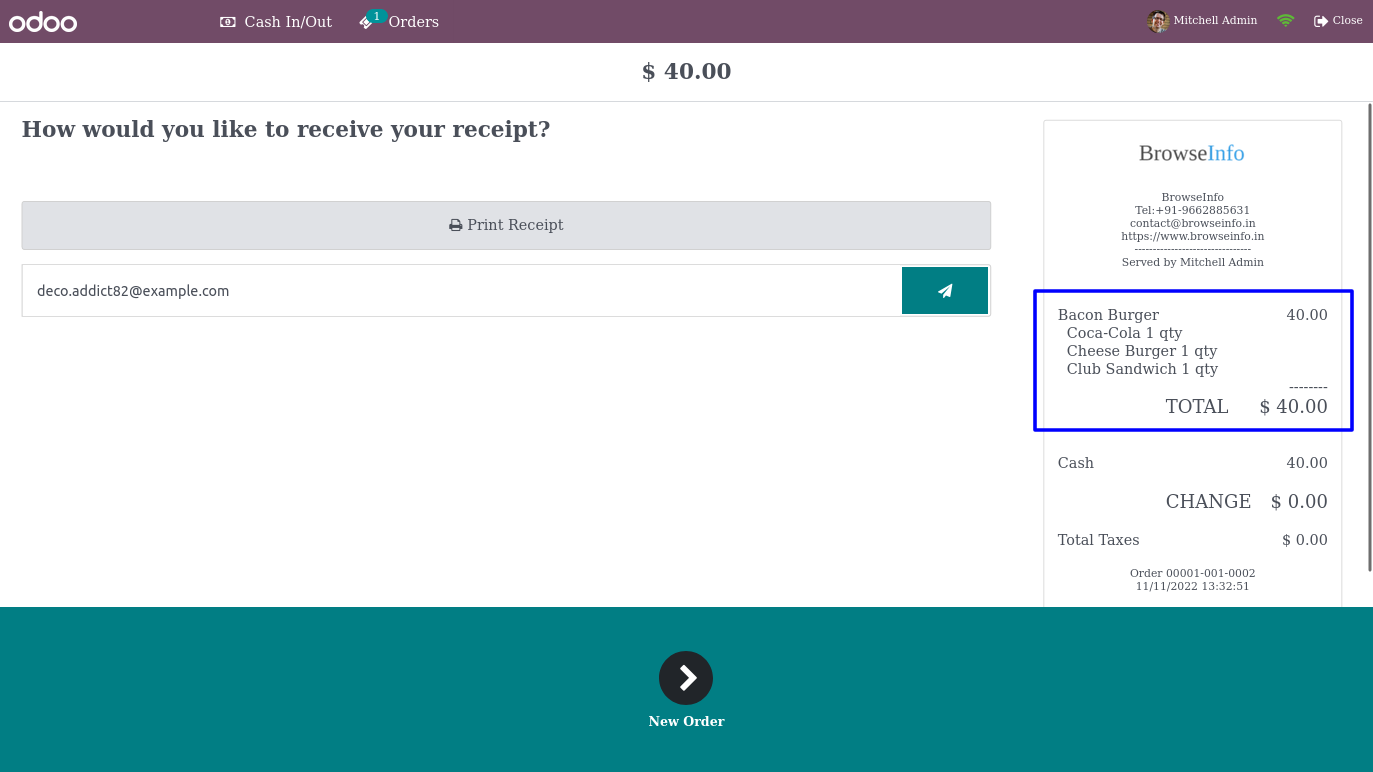 odoo
Cash In/Out
1
Orders
Mitchell Admin
Close
$ 40.00
How would you like to receive your receipt?
Print Receipt
deco.addict82@example.com
BrowseInfo
BrowseInfo
Tel:+91-9662885631
contact@browseinfo.in
https://www.browseinfo.in
--------------------------------
Served by Mitchell Admin
Bacon Burger 40.00
Coca-Cola 1 qty
Cheese Burger 1 qty
Club Sandwich 1 qty
--------
TOTAL $ 40.00
Cash 40.00
CHANGE $ 0.00
Total Taxes $ 0.00
Order 00001-001-0002
11/11/2022 13:32:51
New Order